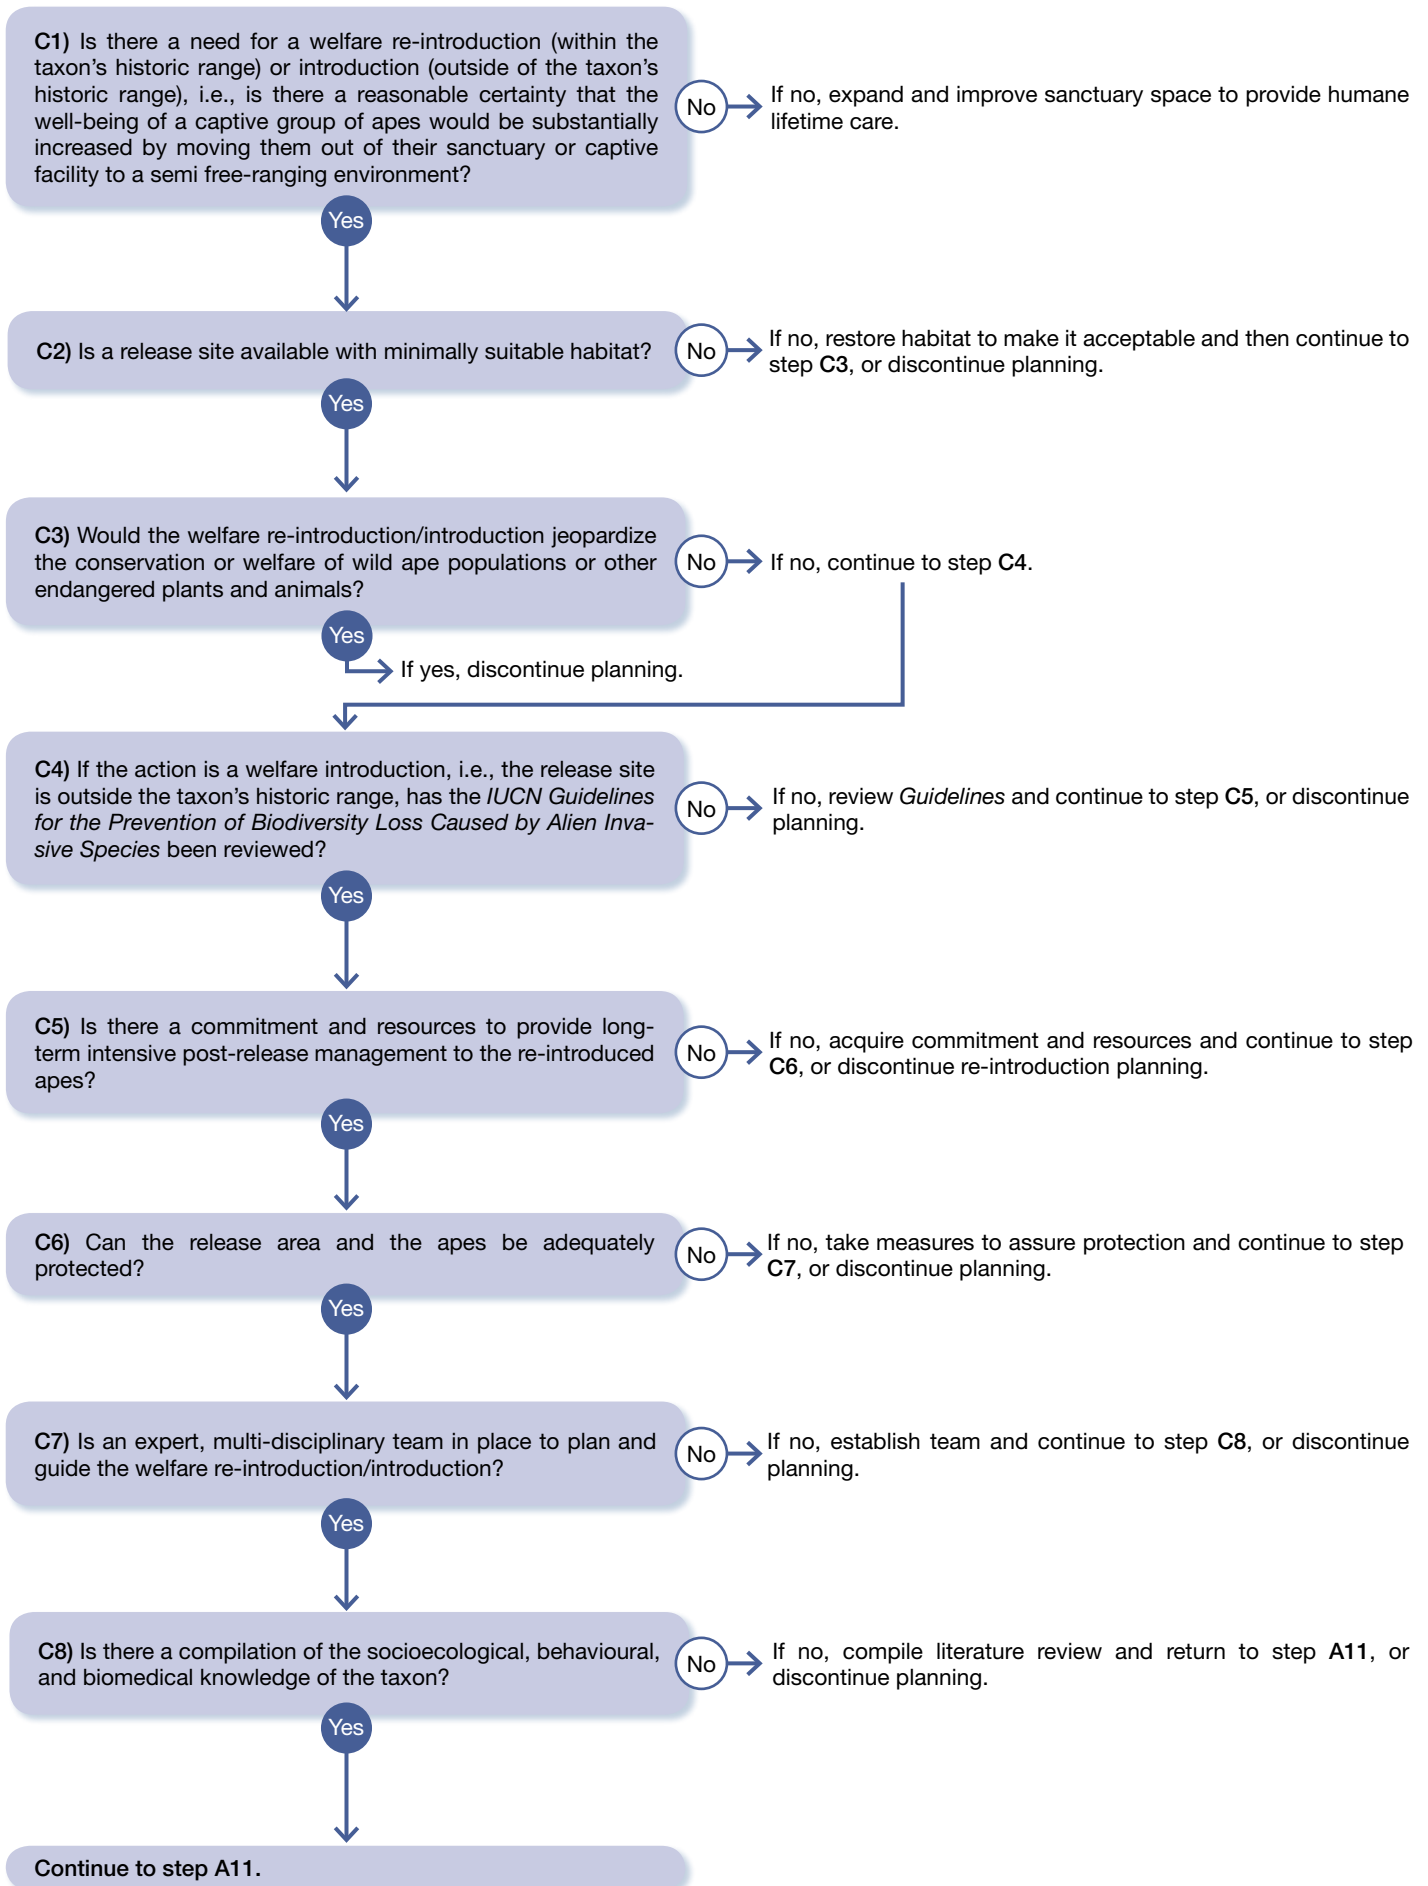 C1) Is there a need for a welfare re-introduction (within the
taxon's historic range) or introduction (outside of the taxon's
historic range), i.e., is there a reasonable certainty that the
well-being of a captive group of apes would be substantially
increased by moving them out of their sanctuary or captive
facility to a semi free-ranging environment?
No
If no, expand and improve sanctuary space to provide humane
lifetime care.
Yes
C2) Is a release site available with minimally suitable habitat?
No
If no, restore habitat to make it acceptable and then continue to
step C3, or discontinue planning.
Yes
C3) Would the welfare re-introduction/introduction jeopardize
the conservation or welfare of wild ape populations or other
endangered plants and animals?
No
If no, continue to step C4.
Yes
If yes, discontinue planning.
C4) If the action is a welfare introduction, i.e., the release site
is outside the taxon's historic range, has the IUCN Guidelines
for the Prevention of Biodiversity Loss Caused by Alien Inva-
sive Species been reviewed?
No
If no, review Guidelines and continue to step C5, or discontinue
planning.
Yes
C5) Is there a commitment and resources to provide long-
term intensive post-release management to the re-introduced
apes?
No
If no, acquire commitment and resources and continue to step
C6, or discontinue re-introduction planning.
Yes
C6) Can the release area and the apes be adequately
protected?
No
If no, take measures to assure protection and continue to step
C7, or discontinue planning.
Yes
C7) Is an expert, multi-disciplinary team in place to plan and
guide the welfare re-introduction/introduction?
No
If no, establish team and continue to step C8, or discontinue
planning.
Yes
C8) Is there a compilation of the socioecological, behavioural,
and biomedical knowledge of the taxon?
No
If no, compile literature review and return to step A11, or
discontinue planning.
Yes
Continue to step A11.